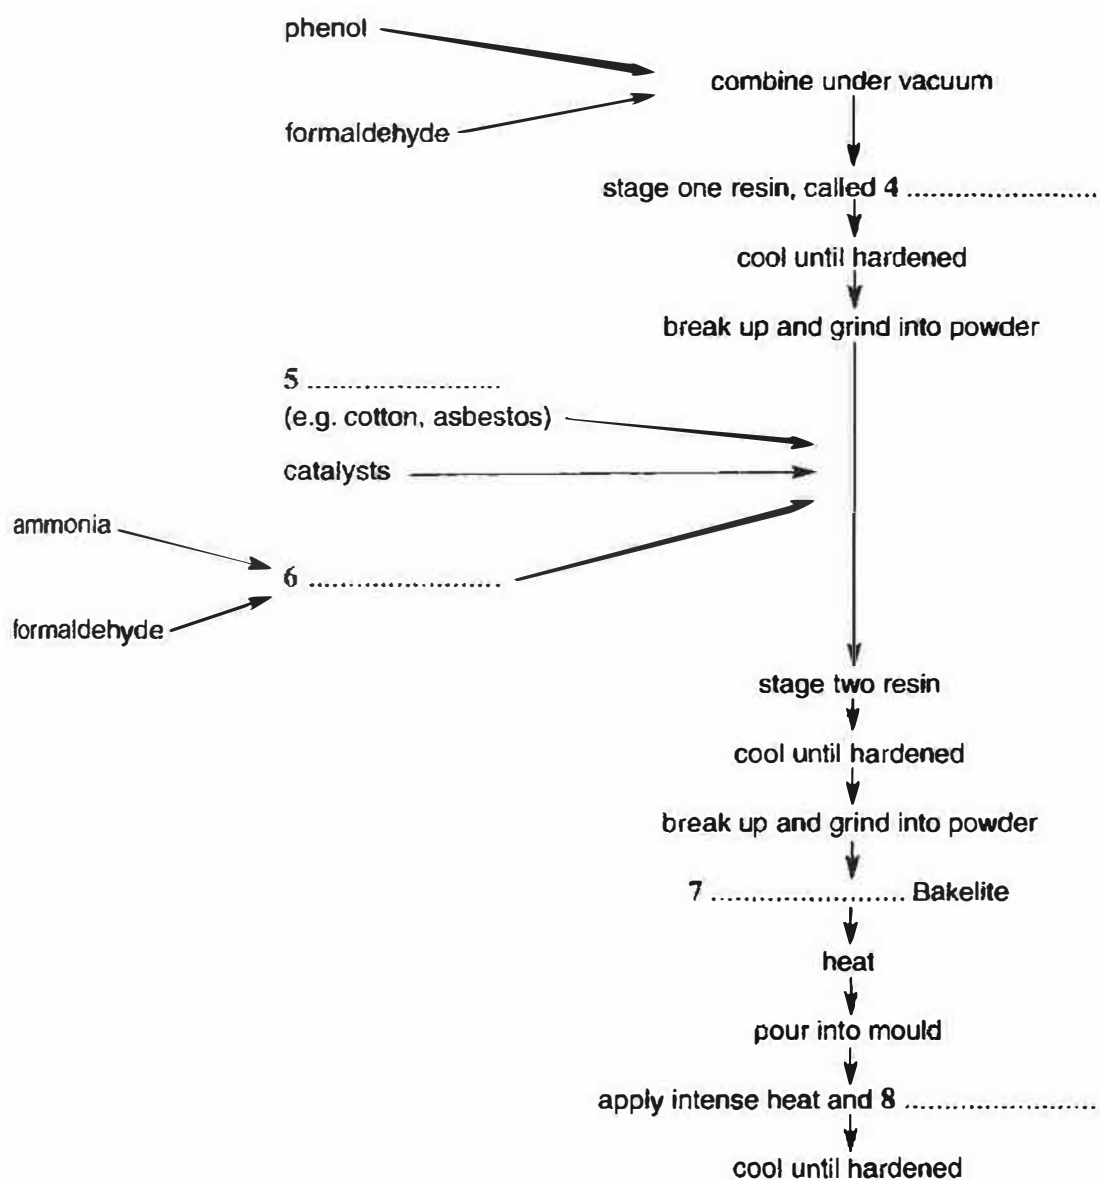 phenol
combine under vacuum
formaldehyde
stage one resin, called 4 ........................
cool until hardened
break up and grind into powder
5 ........................
(e.g. cotton, asbestos)
catalysts
ammonia
6 ........................
formaldehyde
stage two resin
cool until hardened
break up and grind into powder
7 ........................ Bakelite
heat
pour into mould
apply intense heat and 8 ........................
cool until hardened